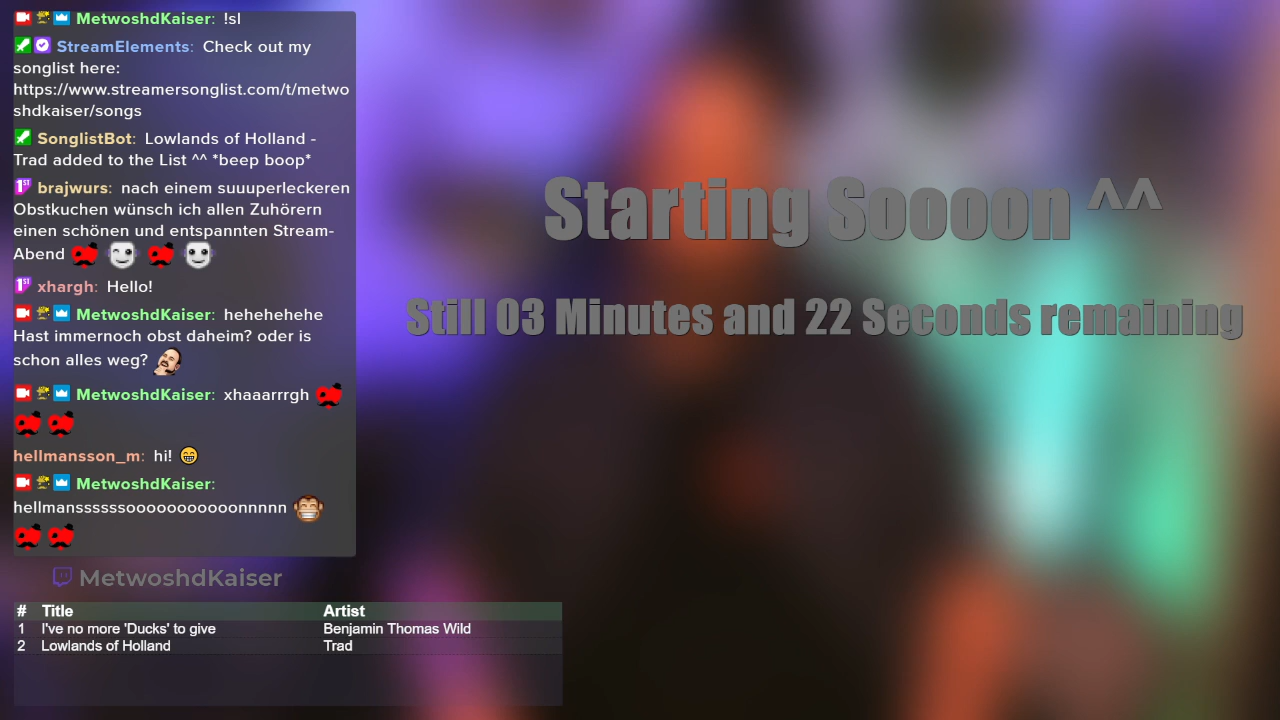 MetwoshdKaiser: !sl
StreamElements: Check out my
songlist here:
https://www.streamersonglist.com/t/metwo
shdkaiser/songs
SonglistBot: Lowlands of Holland -
Trad added to the List ^^ *beep boop*
1ST brajwurs: nach einem suuuperleckeren
Obstkuchen wünsch ich allen Zuhörern
einen schönen und entspannten Stream-
Abend
1ST xhargh: Hello!
MetwoshdKaiser: hehehehehe
Hast immernoch obst daheim? oder is
schon alles weg?
MetwoshdKaiser: xhaaarrrgh
hellmansson_m: hi!
MetwoshdKaiser:
hellmanssssssooooooooooonnnnn
MetwoshdKaiser
# Title Artist
1 I've no more 'Ducks' to give Benjamin Thomas Wild
2 Lowlands of Holland Trad
Starting Soooon ^^
Still 03 Minutes and 22 Seconds remaining